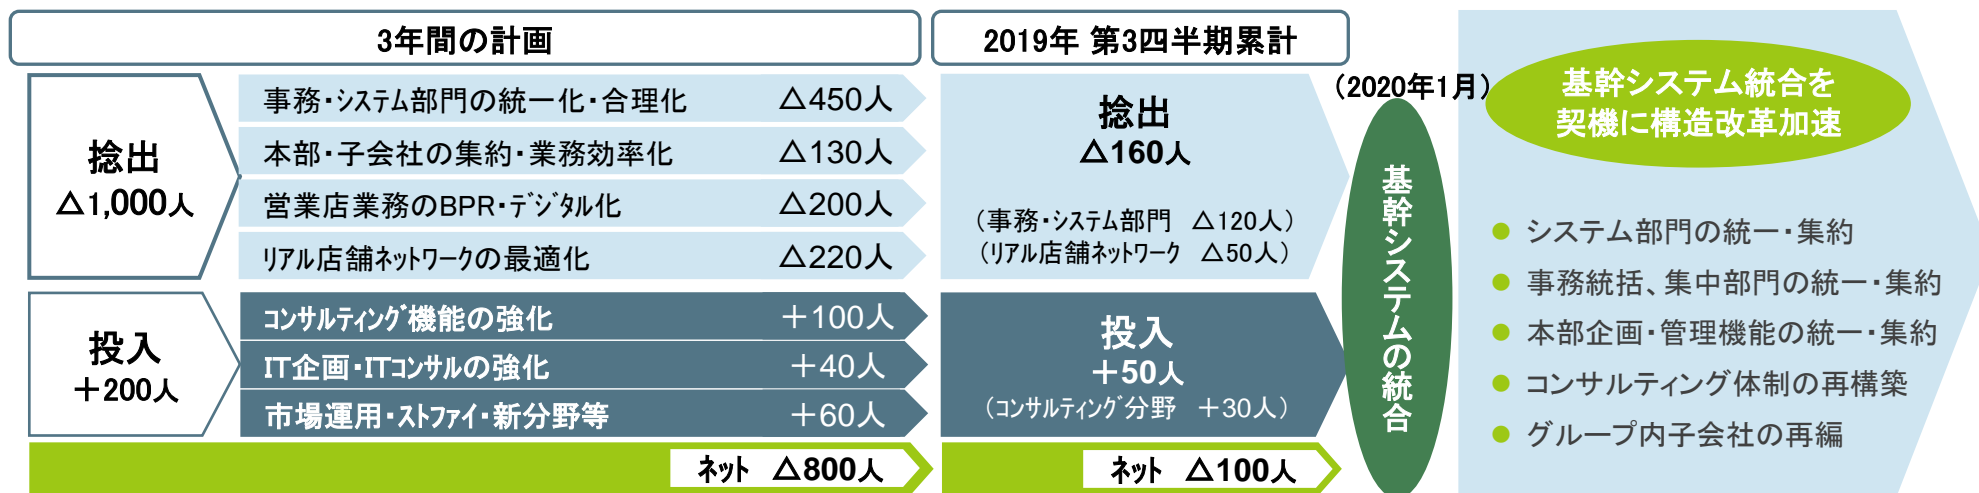 3年間の計画
捻出
△1,000人
事務・システム部門の統一化・合理化 △450人
本部・子会社の集約・業務効率化 △130人
営業店業務のBPR・ﾃﾞｼﾞﾀﾙ化 △200人
ﾘｱﾙ店舗ﾈｯﾄﾜｰｸの最適化 △220人
投入
＋200人
ｺﾝｻﾙﾃｨﾝｸﾞ機能の強化 ＋100人
IT企画・ITｺﾝｻﾙの強化 ＋40人
市場運用・ｽﾄﾌｧｲ・新分野等 ＋60人
ﾈｯﾄ △800人
2019年 第3四半期累計
捻出
△160人
（事務・ｼｽﾃﾑ部門 △120人）
（ﾘｱﾙ店舗ﾈｯﾄﾜｰｸ △50人）
投入
＋50人
（ｺﾝｻﾙﾃｨﾝｸﾞ分野 ＋30人）
ﾈｯﾄ △100人
（2020年1月）
基幹システムの統合
基幹システム統合を
契機に構造改革加速
● システム部門の統一・集約
● 事務統括、集中部門の統一・集約
● 本部企画・管理機能の統一・集約
● コンサルティング体制の再構築
● グループ内子会社の再編